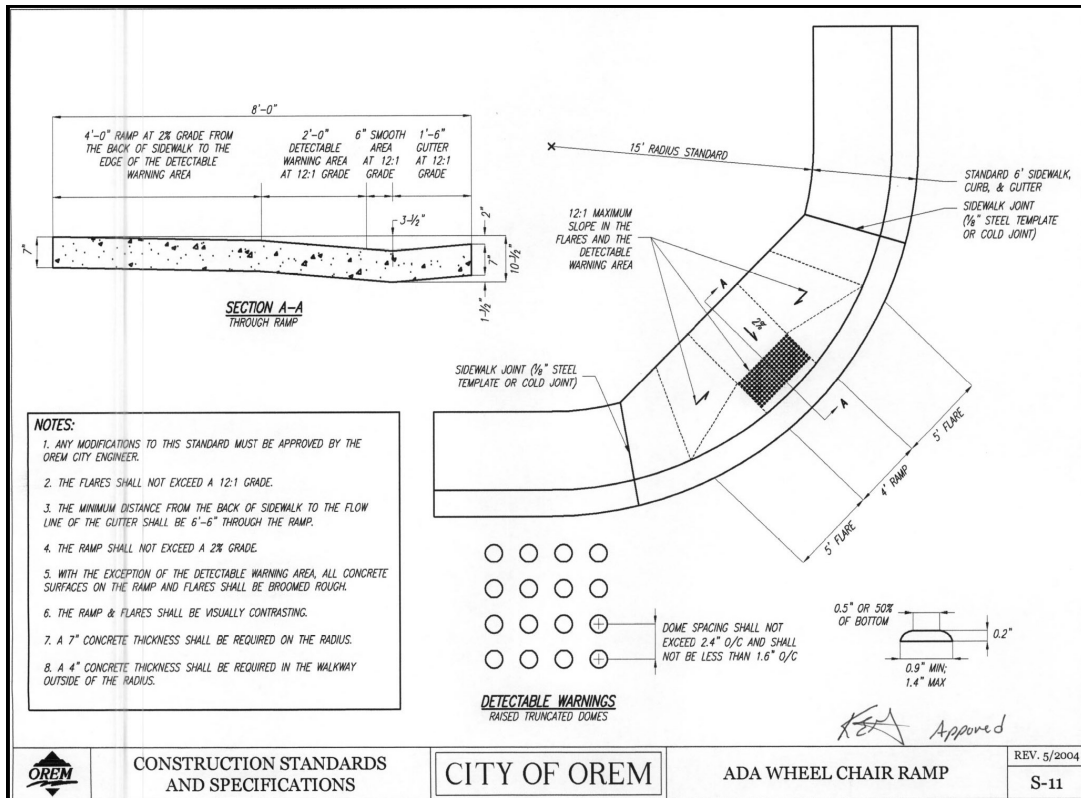 8'-0"
4'-0" RAMP AT 2% GRADE FROM
THE BACK OF SIDEWALK TO THE
EDGE OF THE DETECTABLE
WARNING AREA
2'-0"
DETECTABLE
WARNING AREA
AT 12:1 GRADE
6" SMOOTH
AREA
AT 12:1
GRADE
1'-6"
GUTTER
AT 12:1
GRADE
3-½"
2"
7"
7"
10-½"
1-½"
SECTION A-A
THROUGH RAMP
15' RADIUS STANDARD
STANDARD 6' SIDEWALK,
CURB, & GUTTER
SIDEWALK JOINT
(⅛" STEEL TEMPLATE
OR COLD JOINT)
12:1 MAXIMUM
SLOPE IN THE
FLARES AND THE
DETECTABLE
WARNING AREA
A
2%
A
SIDEWALK JOINT (⅛" STEEL
TEMPLATE OR COLD JOINT)
5' FLARE
4' RAMP
5' FLARE
NOTES:
1. ANY MODIFICATIONS TO THIS STANDARD MUST BE APPROVED BY THE
OREM CITY ENGINEER.
2. THE FLARES SHALL NOT EXCEED A 12:1 GRADE.
3. THE MINIMUM DISTANCE FROM THE BACK OF SIDEWALK TO THE FLOW
LINE OF THE GUTTER SHALL BE 6'-6" THROUGH THE RAMP.
4. THE RAMP SHALL NOT EXCEED A 2% GRADE.
5. WITH THE EXCEPTION OF THE DETECTABLE WARNING AREA, ALL CONCRETE
SURFACES ON THE RAMP AND FLARES SHALL BE BROOMED ROUGH.
6. THE RAMP & FLARES SHALL BE VISUALLY CONTRASTING.
7. A 7" CONCRETE THICKNESS SHALL BE REQUIRED ON THE RADIUS.
8. A 4" CONCRETE THICKNESS SHALL BE REQUIRED IN THE WALKWAY
OUTSIDE OF THE RADIUS.
DOME SPACING SHALL NOT
EXCEED 2.4" O/C AND SHALL
NOT BE LESS THAN 1.6" O/C
DETECTABLE WARNINGS
RAISED TRUNCATED DOMES
0.5" OR 50%
OF BOTTOM
0.2"
0.9" MIN;
1.4" MAX
Approved
OREM
CONSTRUCTION STANDARDS
AND SPECIFICATIONS
CITY OF OREM
ADA WHEEL CHAIR RAMP
REV. 5/2004
S-11